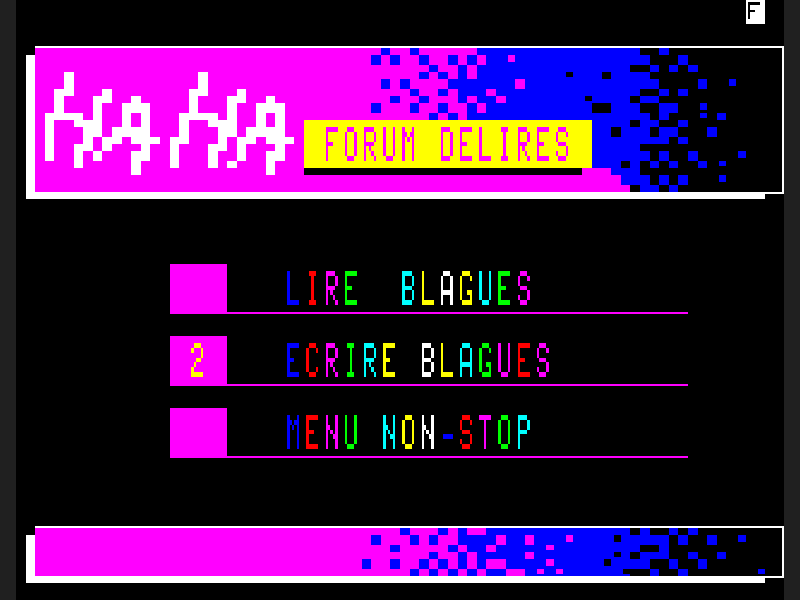 F
FORUM DELIRES
LIRE BLAGUES
2 ECRIRE BLAGUES
MENU NON-STOP